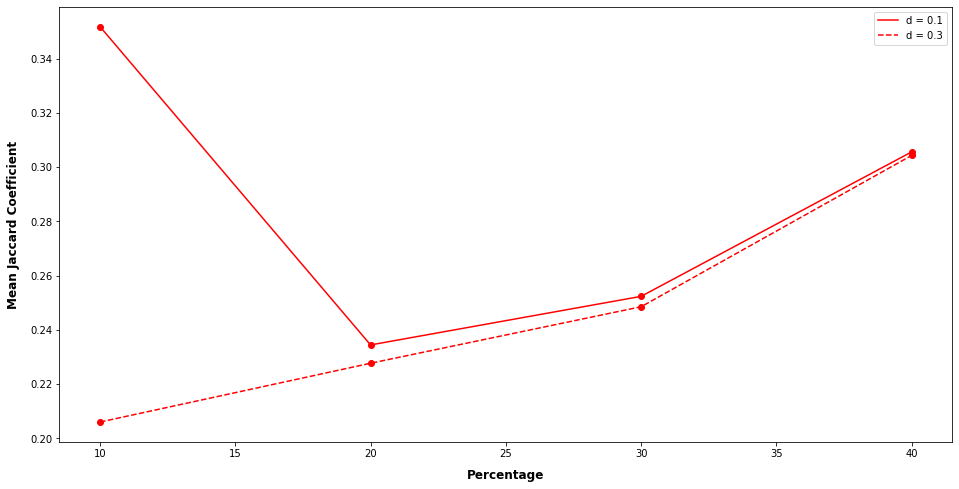 d = 0.1
d = 0.3
Mean Jaccard Coefficient
0.34
0.32
0.30
0.28
0.26
0.24
0.22
0.20
10 15 20 25 30 35 40
Percentage